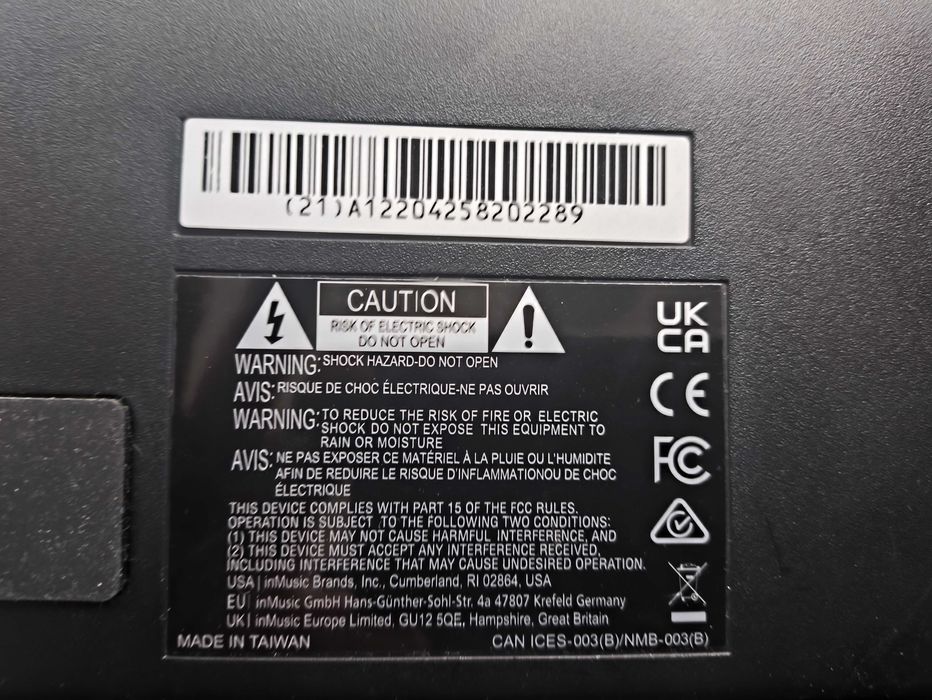 (21)A12204258202289
CAUTION
RISK OF ELECTRIC SHOCK
DO NOT OPEN
UK
CA
WARNING: SHOCK HAZARD-DO NOT OPEN
AVIS: RISQUE DE CHOC ÉLECTRIQUE-NE PAS OUVRIR
CE
WARNING: TO REDUCE THE RISK OF FIRE OR ELECTRIC
SHOCK DO NOT EXPOSE THIS EQUIPMENT TO
RAIN OR MOISTURE
FC
AVIS: NE PAS EXPOSER CE MATÉRIEL À LA PLUIE OU L'HUMIDITE
AFIN DE REDUIRE LE RISQUE D'INFLAMMATIONOU DE CHOC
ÉLECTRIQUE
THIS DEVICE COMPLIES WITH PART 15 OF THE FCC RULES.
OPERATION IS SUBJECT TO THE FOLLOWING TWO CONDITIONS:
(1) THIS DEVICE MAY NOT CAUSE HARMFUL INTERFERENCE, AND
(2) THIS DEVICE MUST ACCEPT ANY INTERFERENCE RECEIVED,
INCLUDING INTERFERENCE THAT MAY CAUSE UNDESIRED OPERATION.
USA | inMusic Brands, Inc., Cumberland, RI 02864, USA
EU | inMusic GmbH Hans-Günther-Sohl-Str. 4a 47807 Krefeld Germany
UK | inMusic Europe Limited, GU12 5QE, Hampshire, Great Britain
MADE IN TAIWAN CAN ICES-003(B)/NMB-003(B)